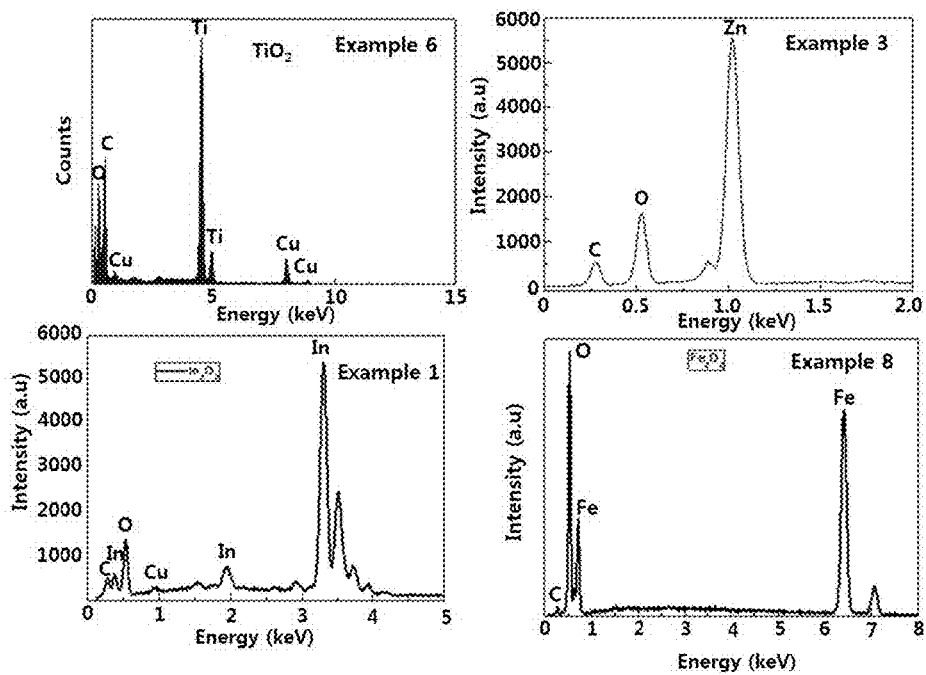 Ti
TiO2
Example 6
C
O
Cu
Ti
Cu
Cu
Counts
0
5
10
15
Energy (keV)
6000
5000
4000
3000
2000
1000
0
Zn
Example 3
O
C
Intensity (a.u)
0
0.5
1.0
1.5
2.0
Energy (keV)
6000
5000
4000
3000
2000
1000
In
Example 1
O
In
C
Cu
In
Intensity (a.u)
0
1
2
3
4
5
Energy (keV)
O
Example 8
Fe
Fe
C
Intensity (a.u)
0
1
2
3
4
5
6
7
8
Energy (keV)